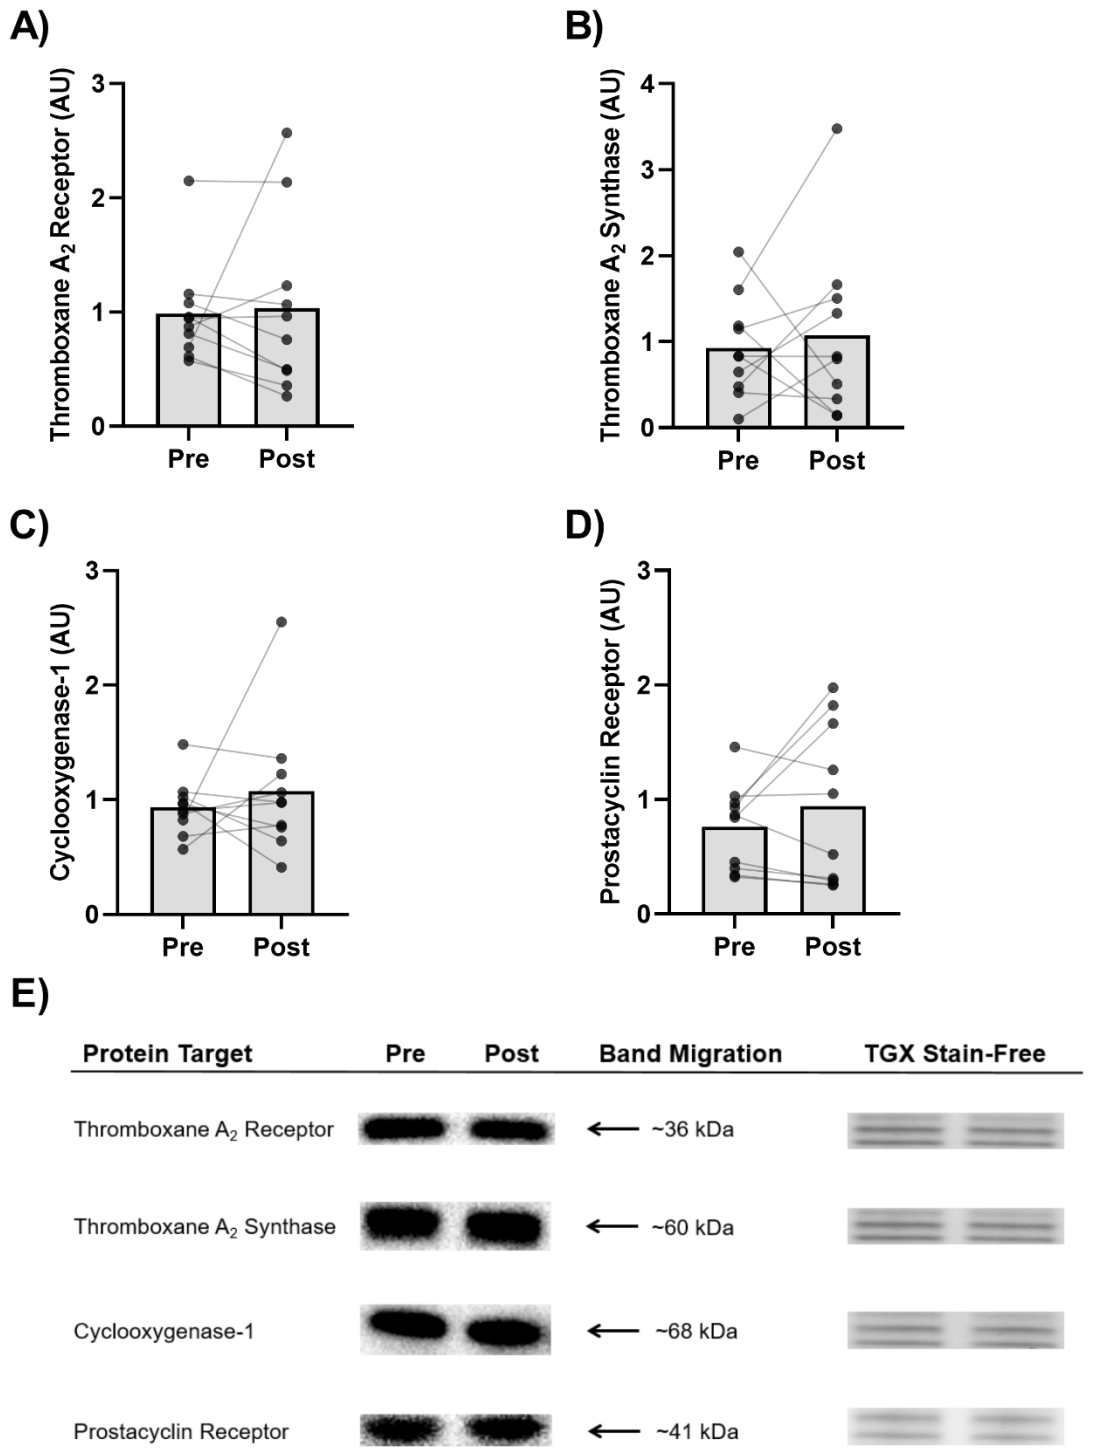 A)
Thromboxane A2 Receptor (AU)
3
2
1
0
Pre Post
B)
Thromboxane A2 Synthase (AU)
4
3
2
1
0
Pre Post
C)
Cyclooxygenase-1 (AU)
3
2
1
0
Pre Post
D)
Prostacyclin Receptor (AU)
3
2
1
0
Pre Post
E)
Protein Target Pre Post Band Migration TGX Stain-Free
Thromboxane A2 Receptor ~36 kDa
Thromboxane A2 Synthase ~60 kDa
Cyclooxygenase-1 ~68 kDa
Prostacyclin Receptor ~41 kDa